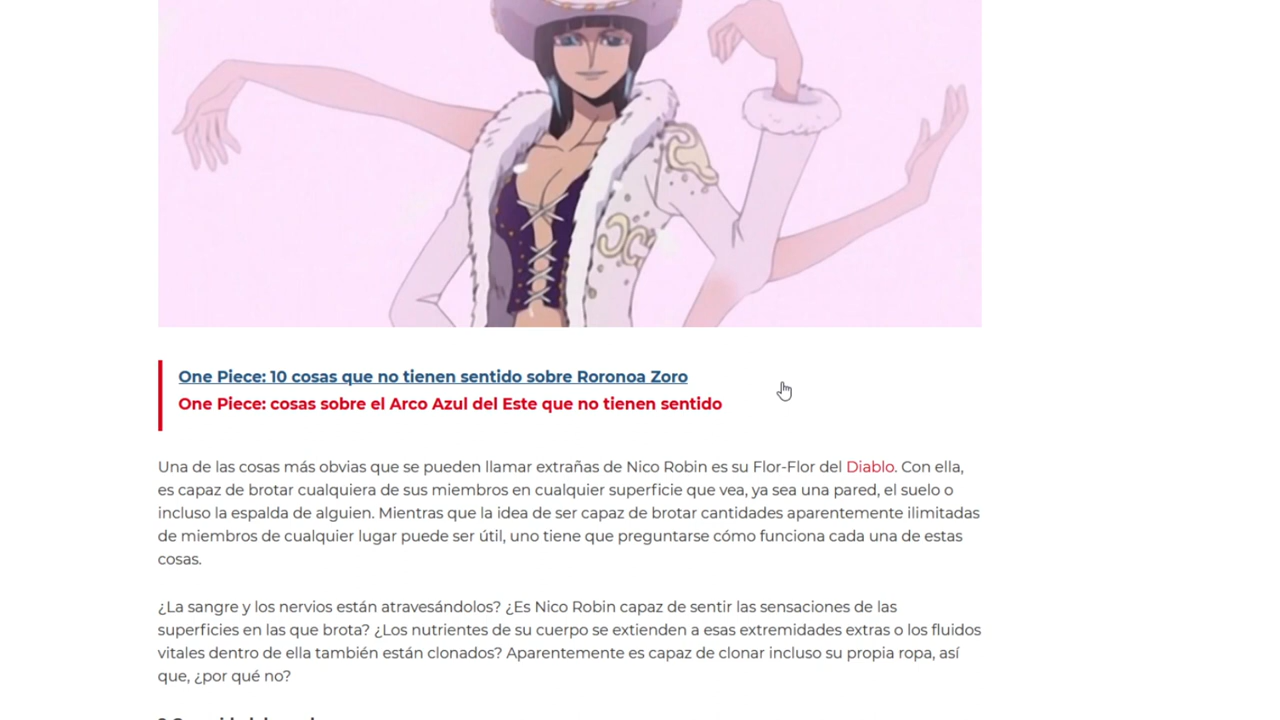 One Piece: 10 cosas que no tienen sentido sobre Roronoa Zoro
One Piece: cosas sobre el Arco Azul del Este que no tienen sentido
Una de las cosas más obvias que se pueden llamar extrañas de Nico Robin es su Flor-Flor del Diablo. Con ella,
es capaz de brotar cualquiera de sus miembros en cualquier superficie que vea, ya sea una pared, el suelo o
incluso la espalda de alguien. Mientras que la idea de ser capaz de brotar cantidades aparentemente ilimitadas
de miembros de cualquier lugar puede ser útil, uno tiene que preguntarse cómo funciona cada una de estas
cosas.
¿La sangre y los nervios están atravesándolos? ¿Es Nico Robin capaz de sentir las sensaciones de las
superficies en las que brota? ¿Los nutrientes de su cuerpo se extienden a esas extremidades extras o los fluidos
vitales dentro de ella también están clonados? Aparentemente es capaz de clonar incluso su propia ropa, así
que, ¿por qué no?